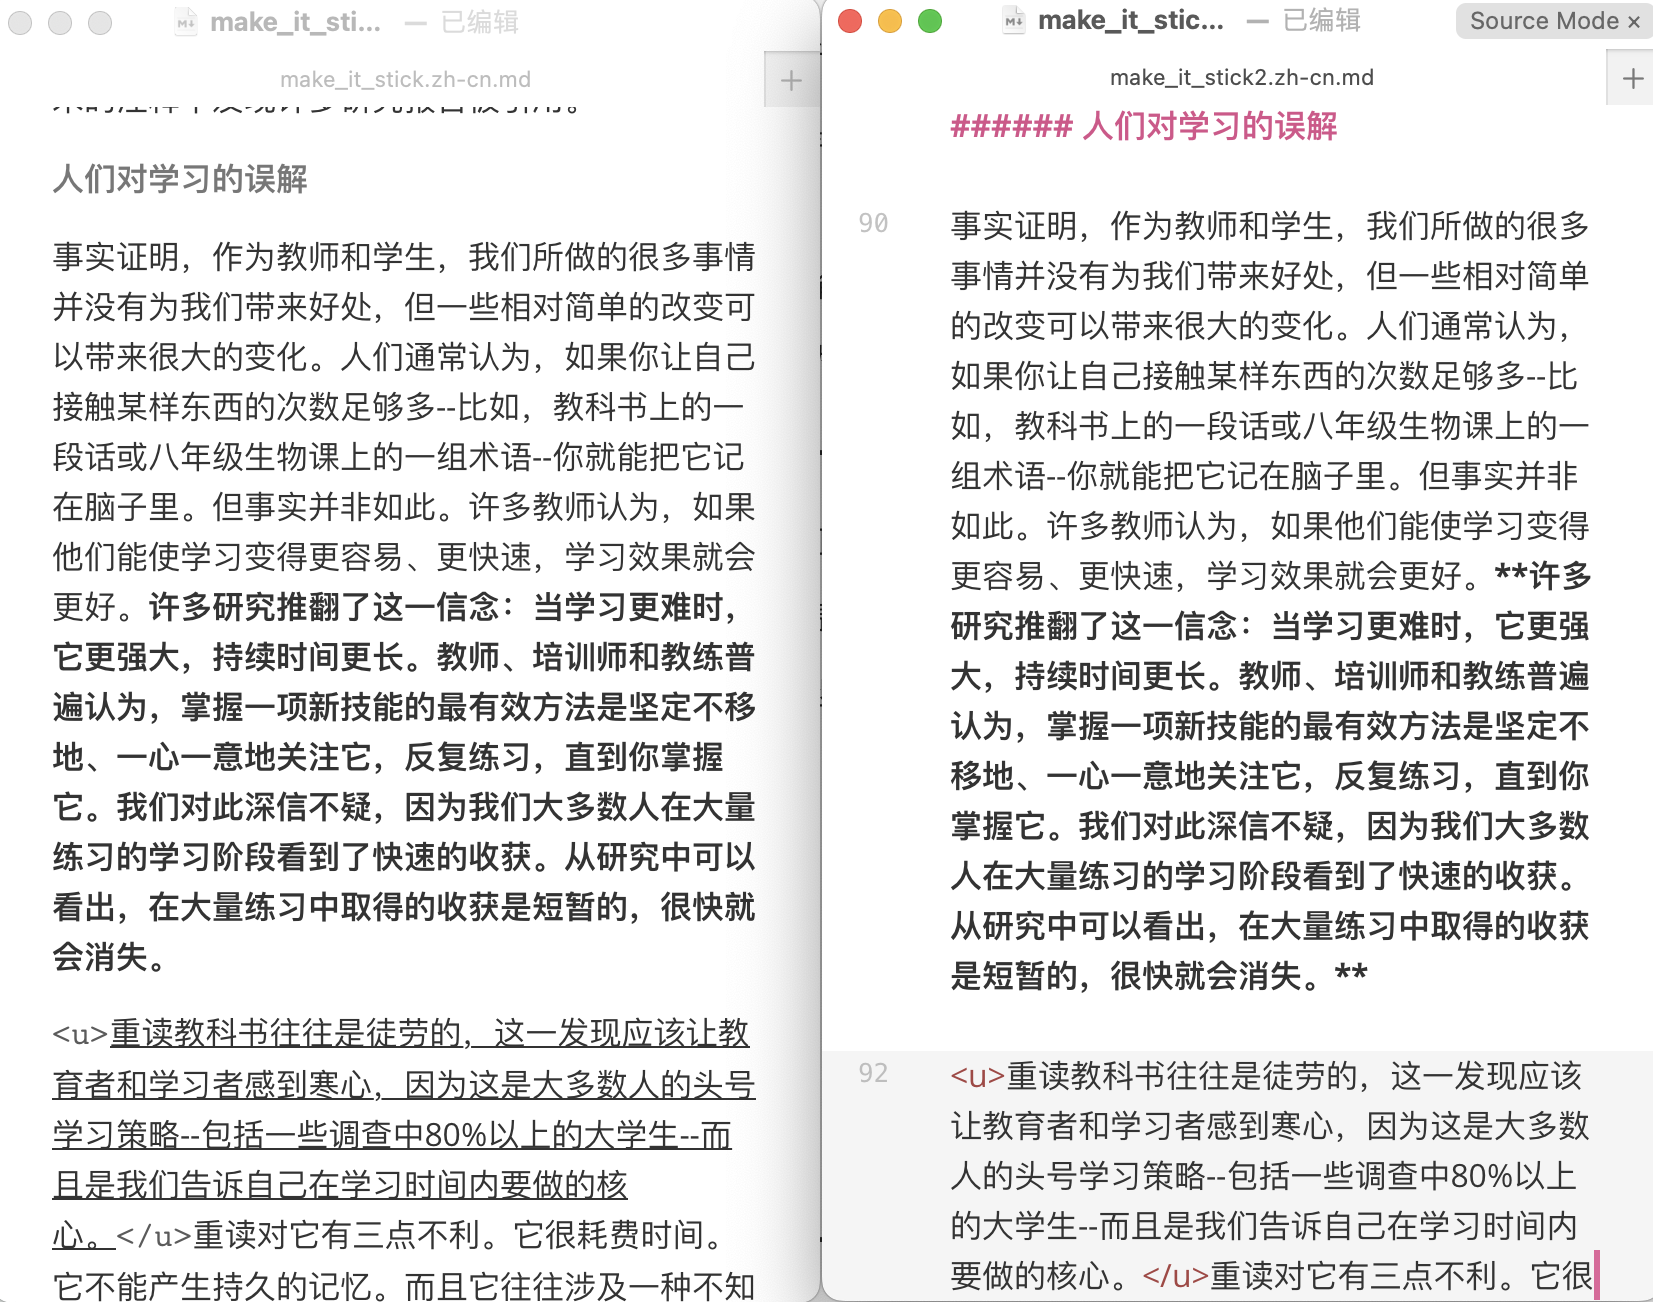 make_it_sti... — 已编辑
make_it_stick.zh-cn.md
人们对学习的误解
事实证明，作为教师和学生，我们所做的很多事情
并没有为我们带来好处，但一些相对简单的改变可
以带来很大的变化。人们通常认为，如果你让自己
接触某样东西的次数足够多--比如，教科书上的一
段话或八年级生物课上的一组术语--你就能把它记
在脑子里。但事实并非如此。许多教师认为，如果
他们能使学习变得更容易、更快速，学习效果就会
更好。许多研究推翻了这一信念：当学习更难时，
它更强大，持续时间更长。教师、培训师和教练普
遍认为，掌握一项新技能的最有效方法是坚定不移
地、一心一意地关注它，反复练习，直到你掌握
它。我们对此深信不疑，因为我们大多数人在大量
练习的学习阶段看到了快速的收获。从研究中可以
看出，在大量练习中取得的收获是短暂的，很快就
会消失。
<u>重读教科书往往是徒劳的，这一发现应该让教
育者和学习者感到寒心，因为这是大多数人的头号
学习策略--包括一些调查中80%以上的大学生--而
且是我们告诉自己在学习时间内要做的核
心。</u>重读对它有三点不利。它很耗费时间。
它不能产生持久的记忆。而且它往往涉及一种不知
make_it_stic... — 已编辑
Source Mode ×
make_it_stick2.zh-cn.md
###### 人们对学习的误解
90
事实证明，作为教师和学生，我们所做的很多
事情并没有为我们带来好处，但一些相对简单
的改变可以带来很大的变化。人们通常认为，
如果你让自己接触某样东西的次数足够多--比
如，教科书上的一段话或八年级生物课上的一
组术语--你就能把它记在脑子里。但事实并非
如此。许多教师认为，如果他们能使学习变得
更容易、更快速，学习效果就会更好。**许多
研究推翻了这一信念：当学习更难时，它更强
大，持续时间更长。教师、培训师和教练普遍
认为，掌握一项新技能的最有效方法是坚定不
移地、一心一意地关注它，反复练习，直到你
掌握它。我们对此深信不疑，因为我们大多数
人在大量练习的学习阶段看到了快速的收获。
从研究中可以看出，在大量练习中取得的收获
是短暂的，很快就会消失。**
92
<u>重读教科书往往是徒劳的，这一发现应该
让教育者和学习者感到寒心，因为这是大多数
人的头号学习策略--包括一些调查中80%以上
的大学生--而且是我们告诉自己在学习时间内
要做的核心。</u>重读对它有三点不利。它很